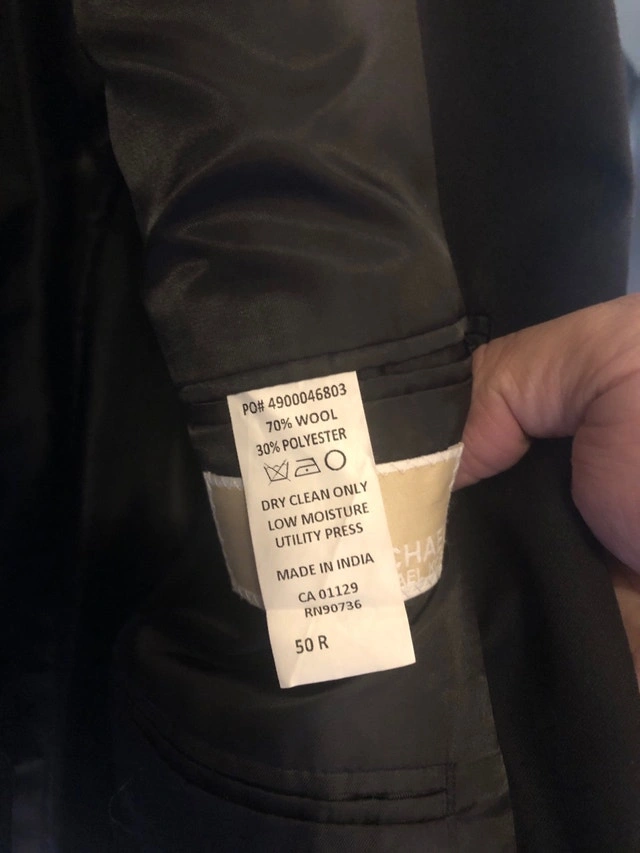 PO# 4900046803
70% WOOL
30% POLYESTER
DRY CLEAN ONLY
LOW MOISTURE
UTILITY PRESS
MADE IN INDIA
CA 01129
RN90736
50 R